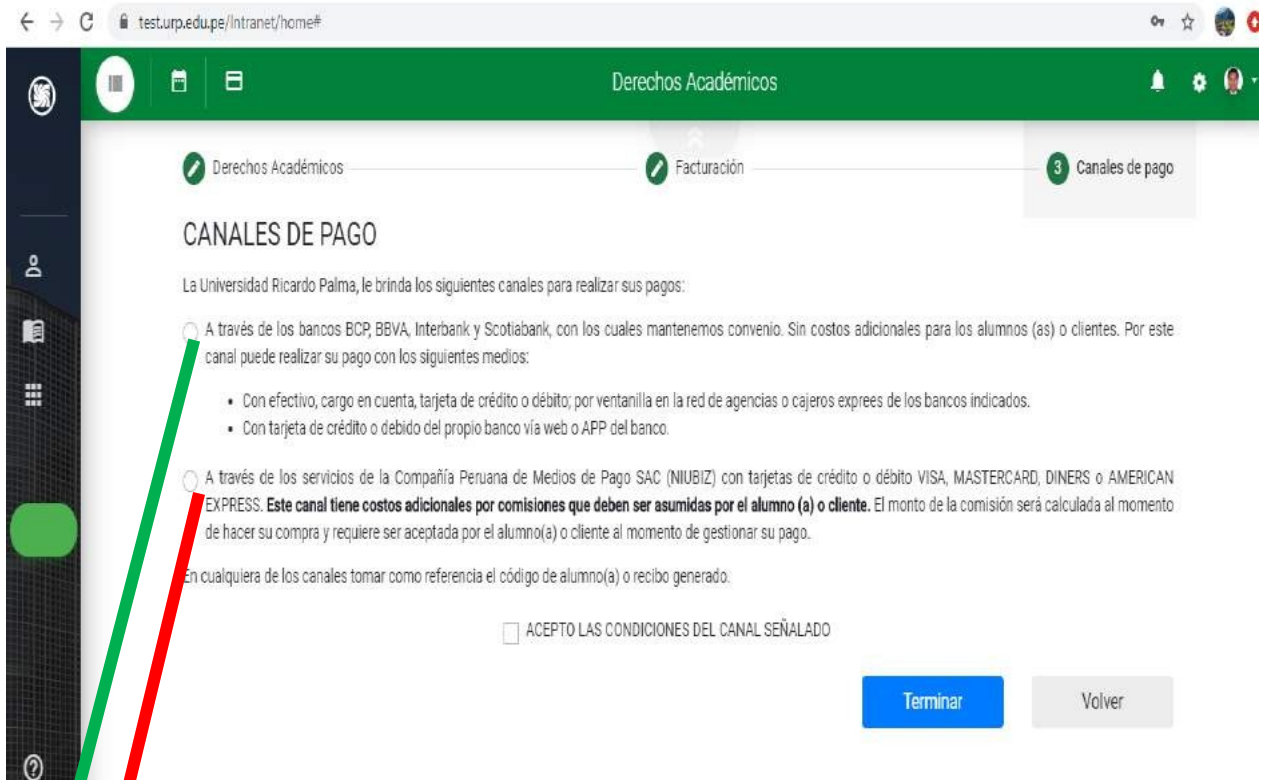 test.urp.edu.pe/Intranet/home#
Derechos Académicos
Derechos Académicos
Facturación
3 Canales de pago
CANALES DE PAGO
La Universidad Ricardo Palma, le brinda los siguientes canales para realizar sus pagos:
A través de los bancos BCP, BBVA, Interbank y Scotiabank, con los cuales mantenemos convenio. Sin costos adicionales para los alumnos (as) o clientes. Por este
canal puede realizar su pago con los siguientes medios:
• Con efectivo, cargo en cuenta, tarjeta de crédito o débito; por ventanilla en la red de agencias o cajeros exprees de los bancos indicados.
• Con tarjeta de crédito o debido del propio banco vía web o APP del banco.
A través de los servicios de la Compañía Peruana de Medios de Pago SAC (NIUBIZ) con tarjetas de crédito o débito VISA, MASTERCARD, DINERS o AMERICAN
EXPRESS. Este canal tiene costos adicionales por comisiones que deben ser asumidas por el alumno (a) o cliente. El monto de la comisión será calculada al momento
de hacer su compra y requiere ser aceptada por el alumno(a) o cliente al momento de gestionar su pago.
En cualquiera de los canales tomar como referencia el código de alumno(a) o recibo generado.
ACEPTO LAS CONDICIONES DEL CANAL SEÑALADO
Terminar
Volver